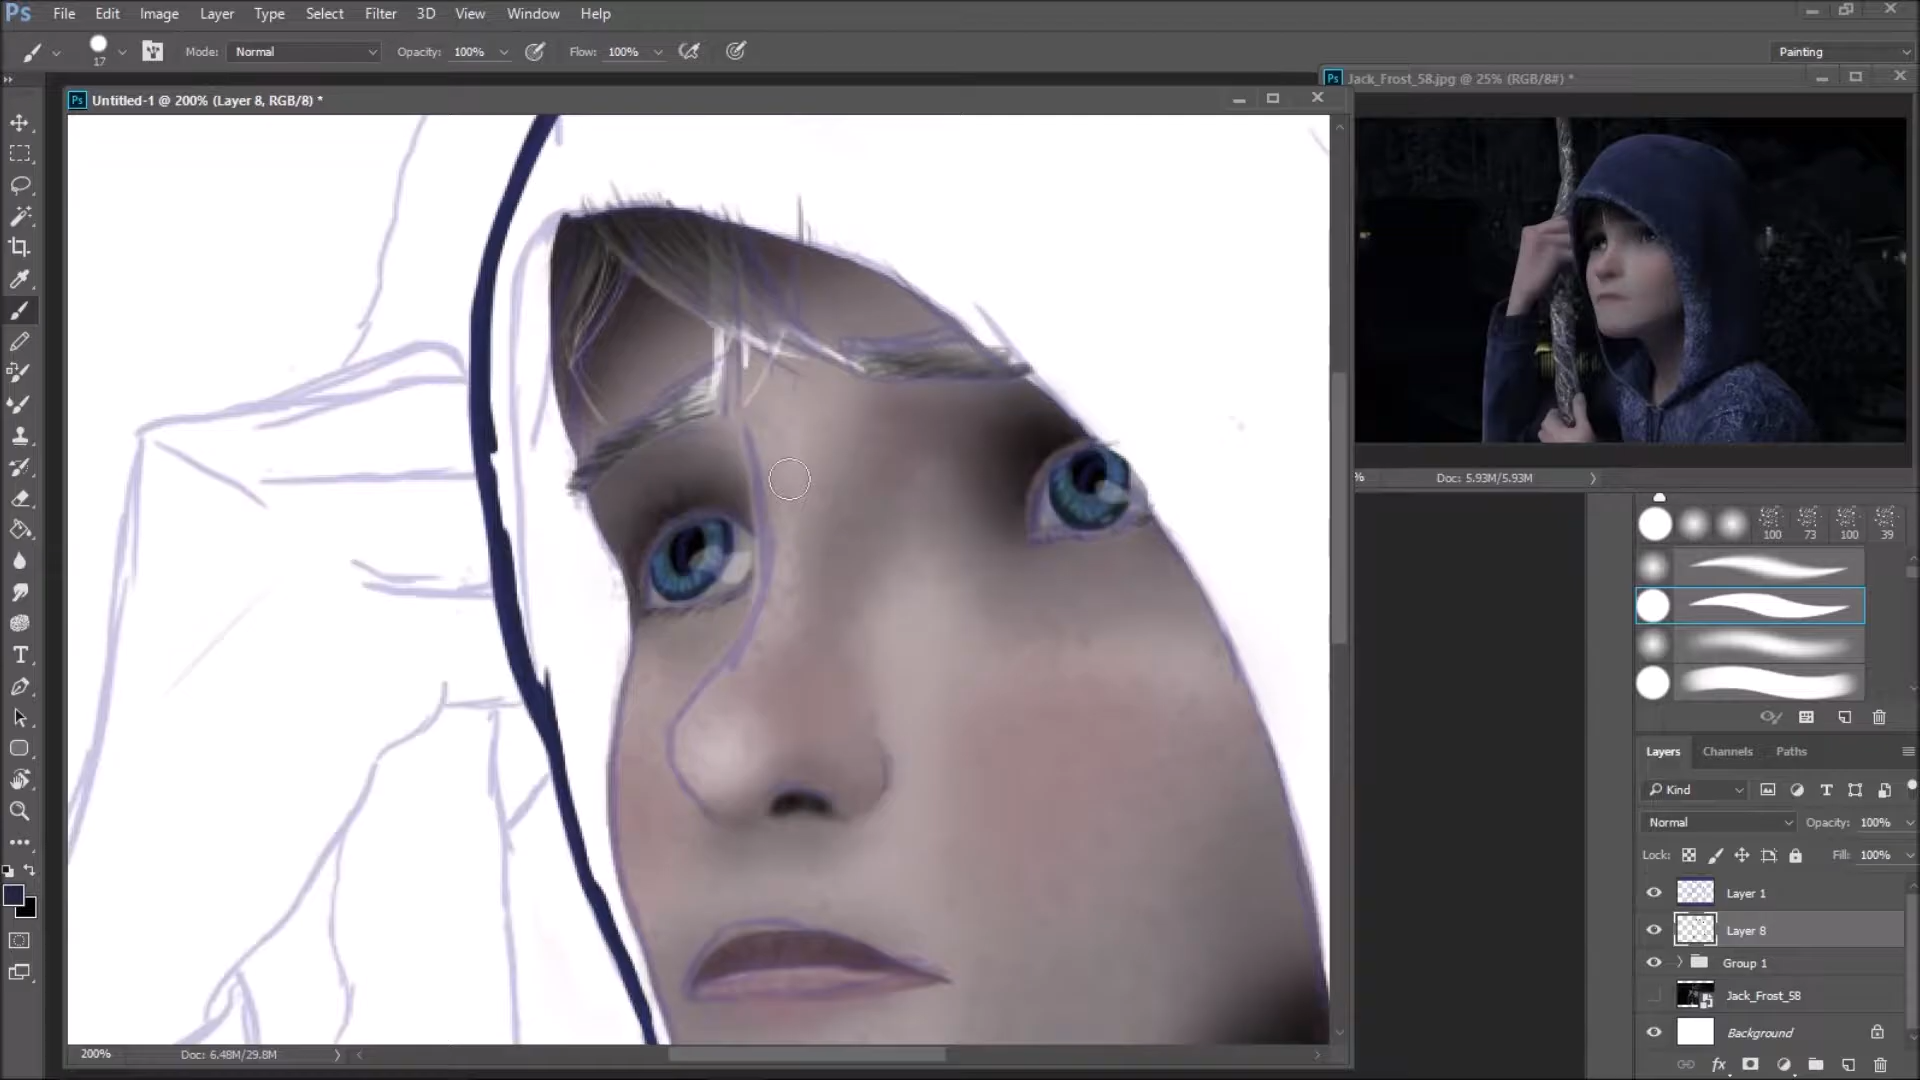 Ps File Edit Image Layer Type Select Filter 3D View Window Help
17 Mode: Normal Opacity: 100% Flow: 100% Painting
Ps Jack_Frost_58.jpg @ 25% (RGB/8#) *
Ps Untitled-1 @ 200% (Layer 8, RGB/8) *
% Doc: 5.93M/5.93M
100 73 100 39
Layers Channels Paths
Kind
Normal Opacity: 100%
Lock: Fill: 100%
Layer 1
Layer 8
Group 1
Jack_Frost_58
Background
200% Doc: 6.48M/29.8M
fx